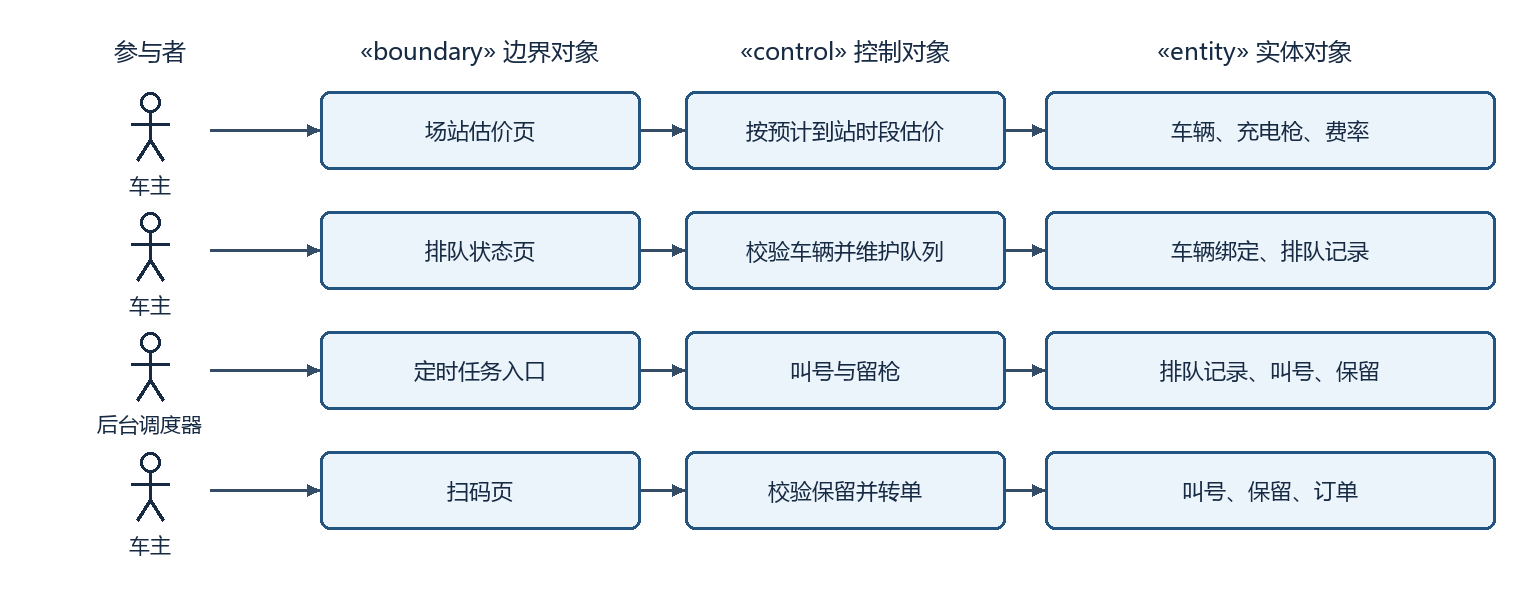 参与者
«boundary» 边界对象
«control» 控制对象
«entity» 实体对象
场站估价页
按预计到站时段估价
车辆、充电枪、费率
车主
排队状态页
校验车辆并维护队列
车辆绑定、排队记录
车主
定时任务入口
叫号与留枪
排队记录、叫号、保留
后台调度器
扫码页
校验保留并转单
叫号、保留、订单
车主